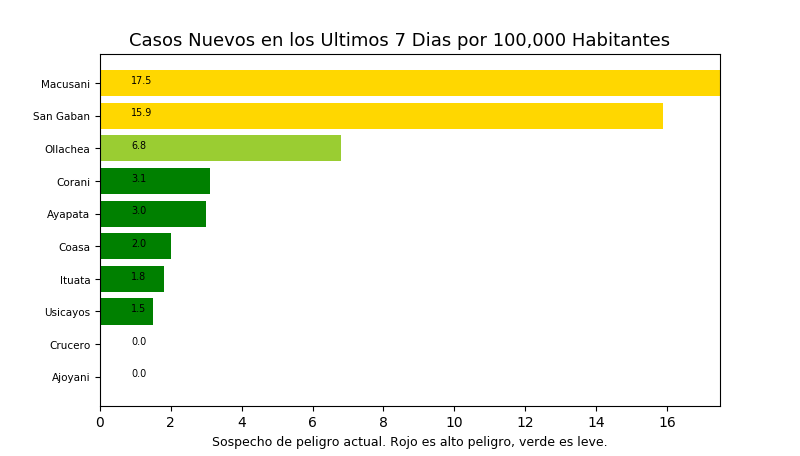 Casos Nuevos en los Ultimos 7 Dias por 100,000 Habitantes
Macusani 17.5
San Gaban 15.9
Ollachea 6.8
Corani 3.1
Ayapata 3.0
Coasa 2.0
Ituata 1.8
Usicayos 1.5
Crucero 0.0
Ajoyani 0.0
0 2 4 6 8 10 12 14 16
Sospecho de peligro actual. Rojo es alto peligro, verde es leve.